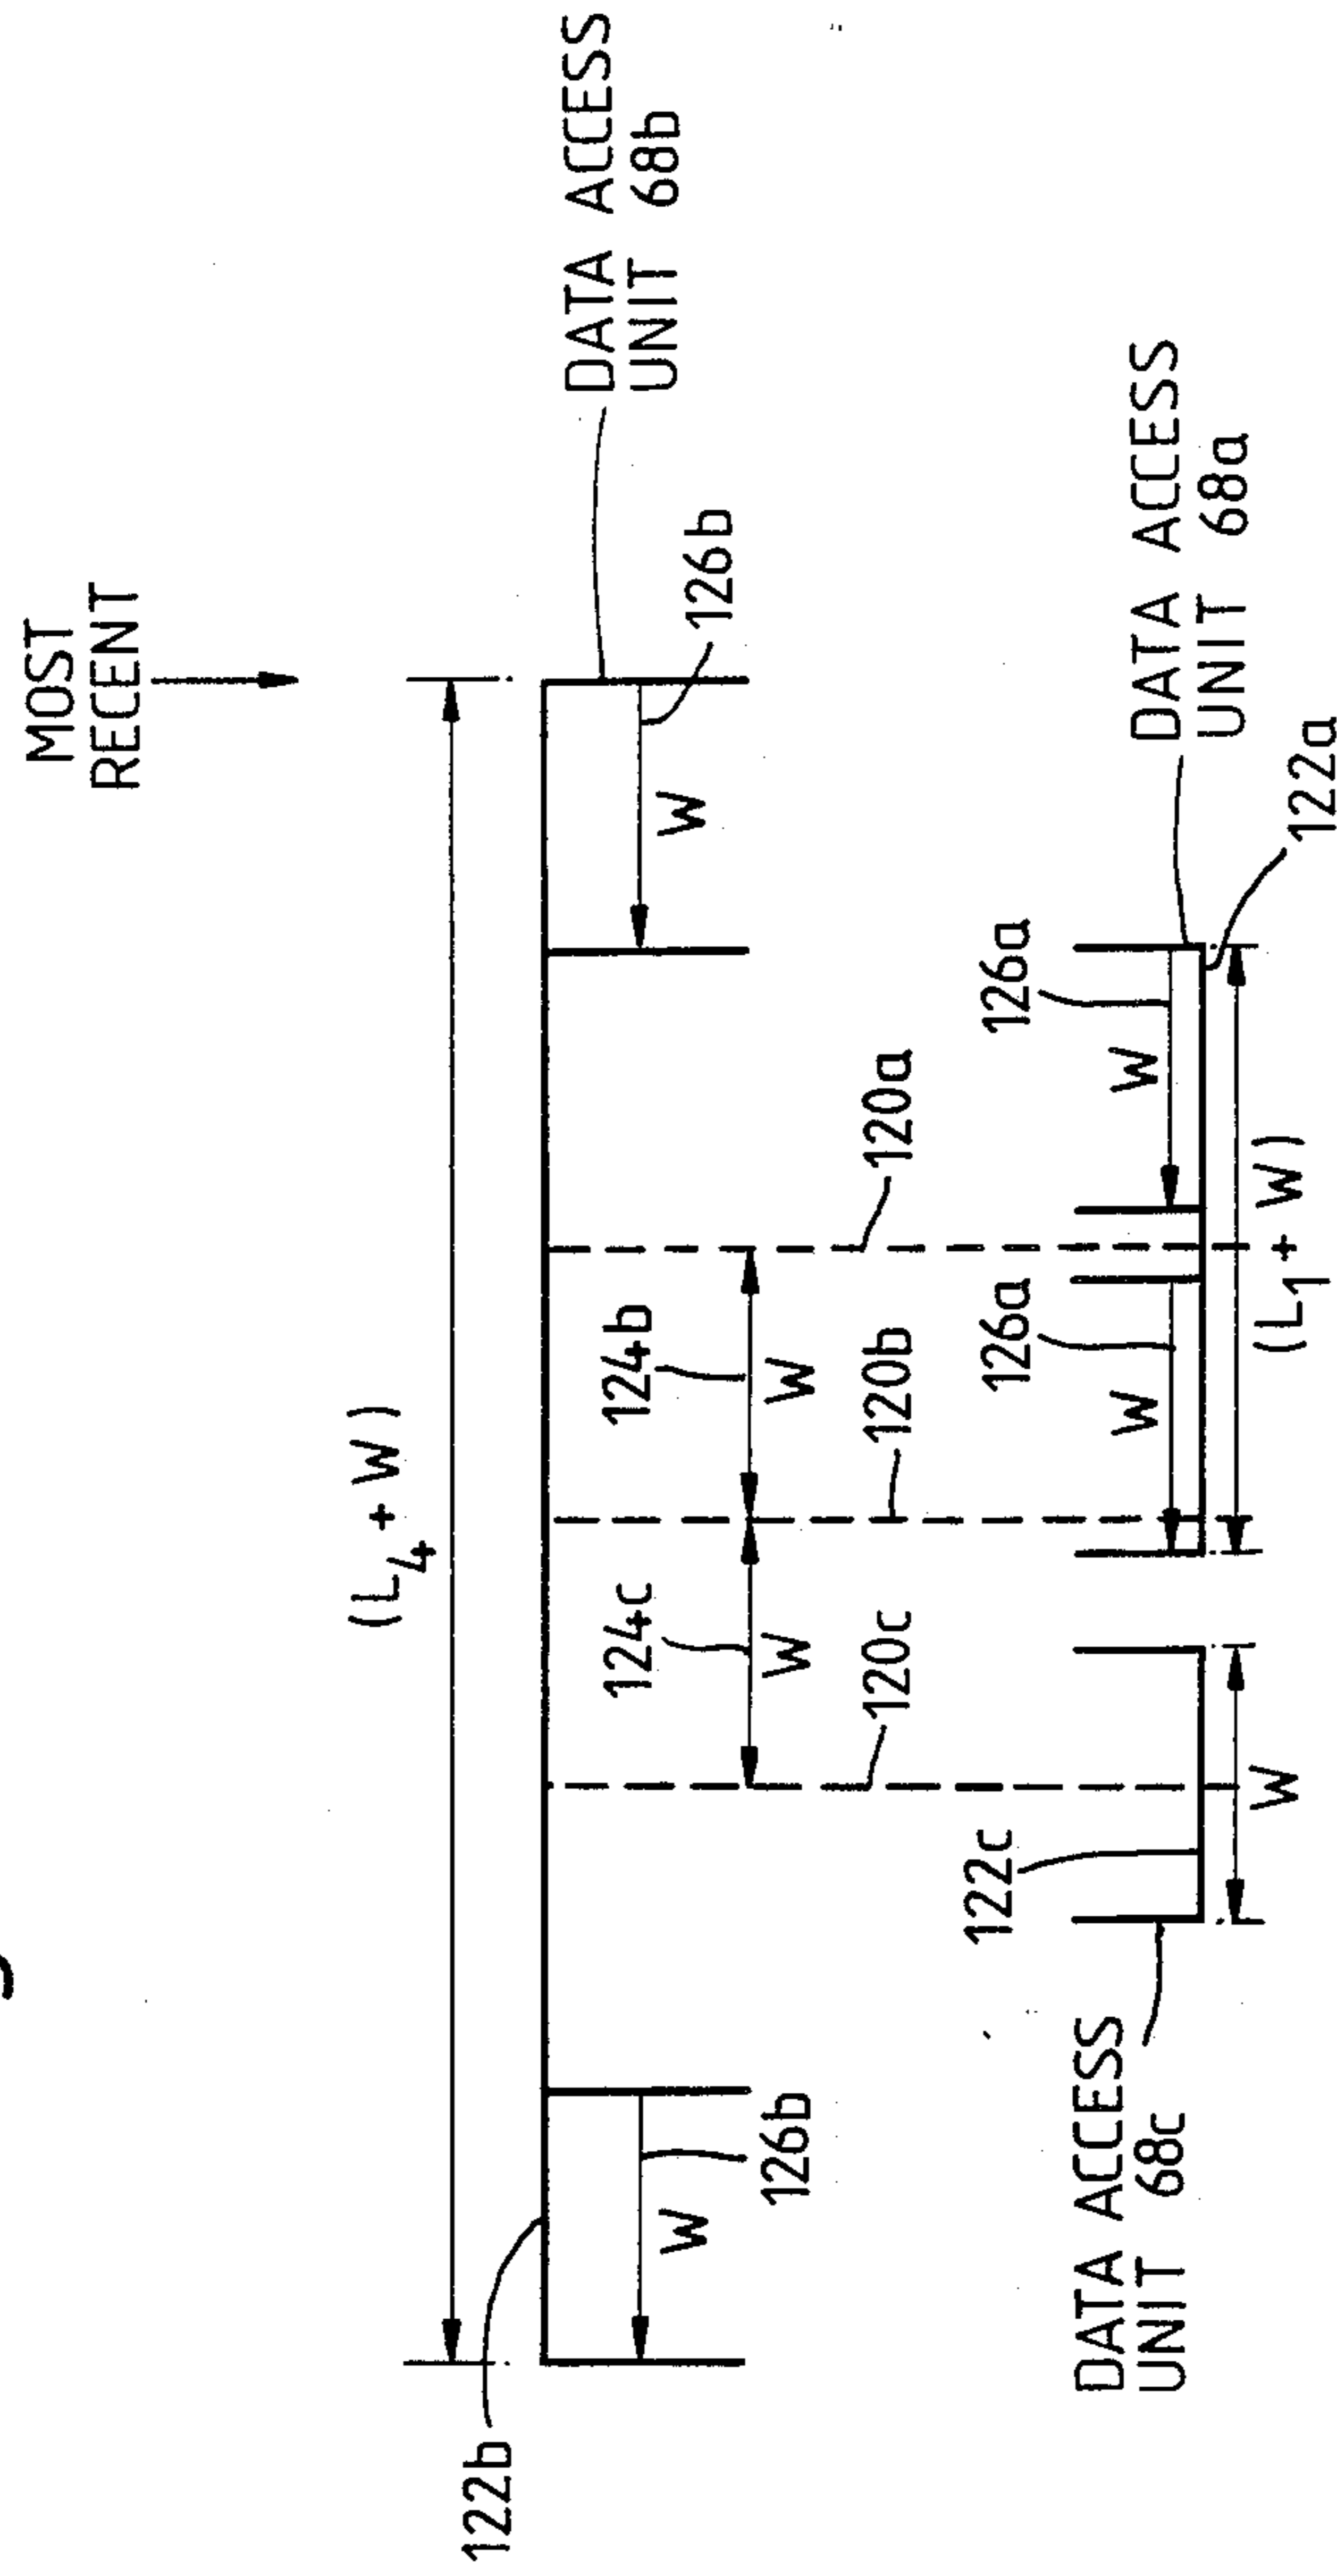 MOST
RECENT
(L4 + W)
DATA ACCESS
UNIT 68b
122b
W
126b
W
126b
124c
W
124b
W
120c
120b
120a
122c
DATA ACCESS
UNIT 68c
W
126a
W
126a
W
(L1 + W)
DATA ACCESS
UNIT 68a
122a